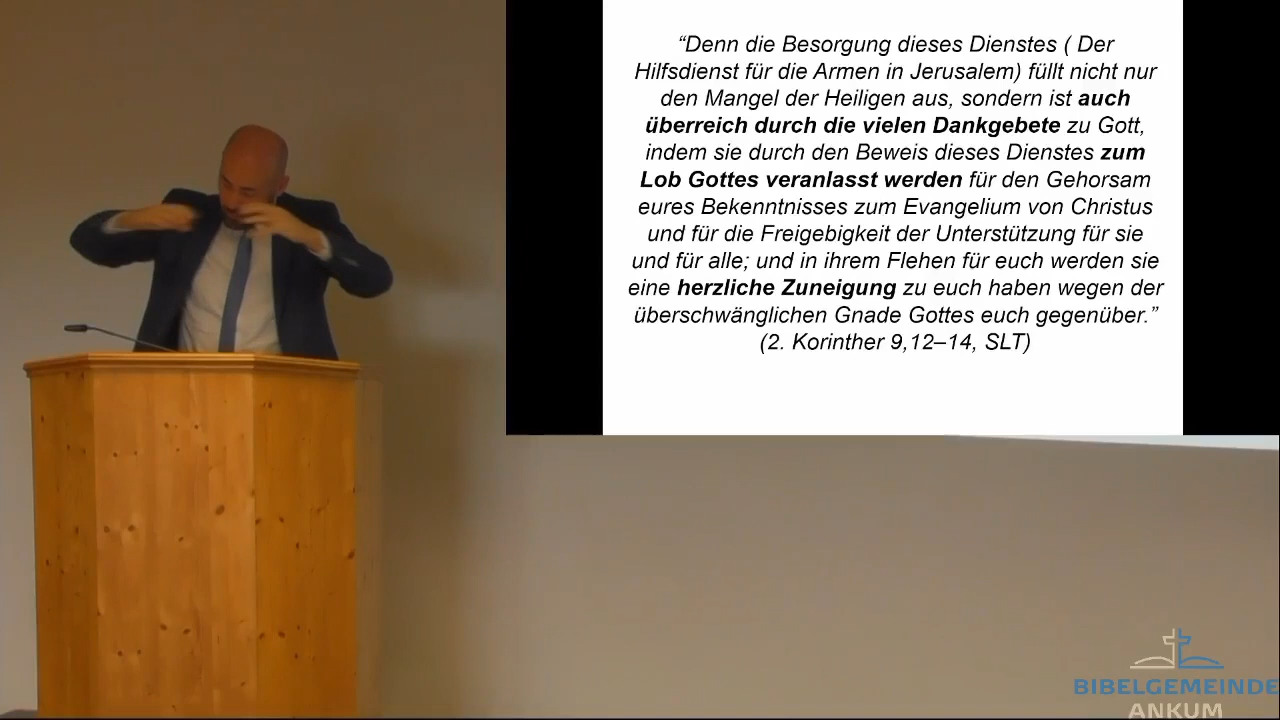 “Denn die Besorgung dieses Dienstes ( Der
Hilfsdienst für die Armen in Jerusalem) füllt nicht nur
den Mangel der Heiligen aus, sondern ist auch
überreich durch die vielen Dankgebete zu Gott,
indem sie durch den Beweis dieses Dienstes zum
Lob Gottes veranlasst werden für den Gehorsam
eures Bekenntnisses zum Evangelium von Christus
und für die Freigebigkeit der Unterstützung für sie
und für alle; und in ihrem Flehen für euch werden sie
eine herzliche Zuneigung zu euch haben wegen der
überschwänglichen Gnade Gottes euch gegenüber.”
(2. Korinther 9,12–14, SLT)
BIBELGEMEINDE
ANKUM